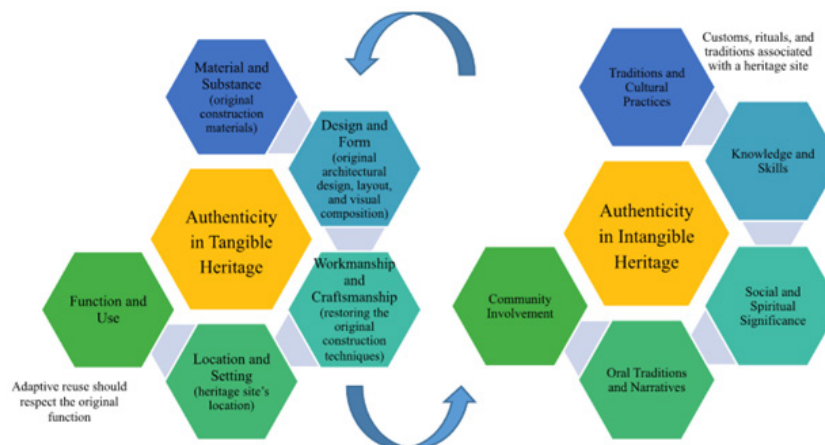 Material and
Substance
(original
construction
materials)
Design and
Form
(original
architectural
design, layout,
and visual
composition)
Authenticity
in Tangible
Heritage
Workmanship
and
Craftsmanship
(restoring the
original
construction
techniques)
Function and
Use
Location and
Setting
(heritage site's
location)
Adaptive reuse should
respect the original
function
Customs, rituals, and
traditions associated
with a heritage site
Traditions and
Cultural
Practices
Knowledge and
Skills
Authenticity
in Intangible
Heritage
Social and
Spiritual
Significance
Community
Involvement
Oral Traditions
and Narratives